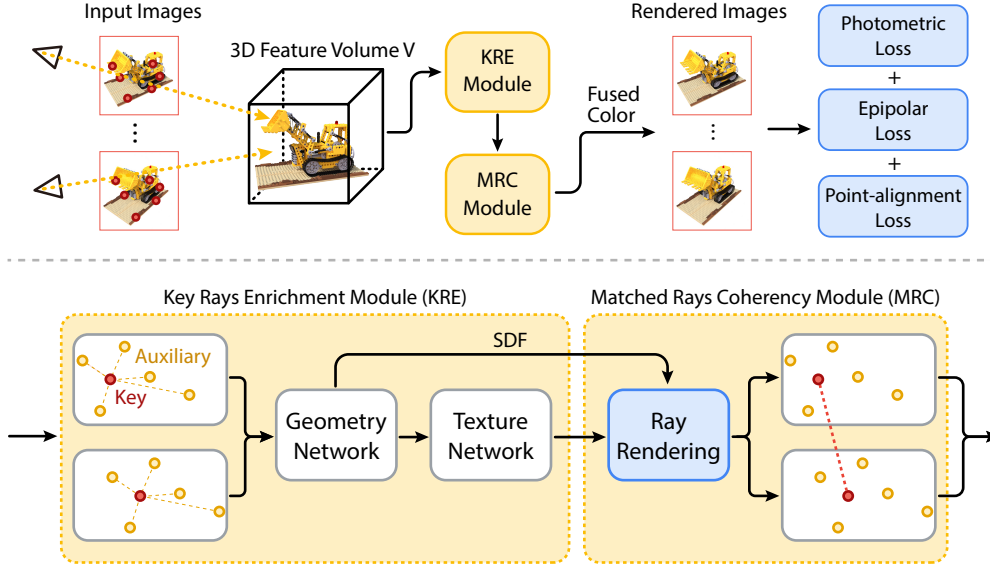 Input Images
3D Feature Volume V
KRE
Module
MRC
Module
Fused
Color
Rendered Images
Photometric
Loss
+
Epipolar
Loss
+
Point-alignment
Loss
Key Rays Enrichment Module (KRE)
Auxiliary
Key
Geometry
Network
Texture
Network
SDF
Matched Rays Coherency Module (MRC)
Ray
Rendering